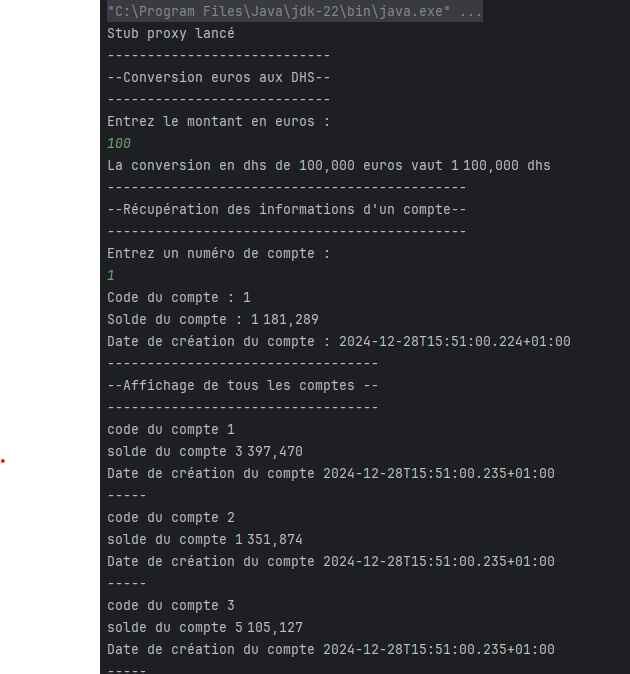 "C:\Program Files\Java\jdk-22\bin\java.exe" ...
Stub proxy lancé
----------------------------
--Conversion euros aux DHS--
----------------------------
Entrez le montant en euros :
100
La conversion en dhs de 100,000 euros vaut 1 100,000 dhs
---------------------------------------------
--Récupération des informations d'un compte--
---------------------------------------------
Entrez un numéro de compte :
1
Code du compte : 1
Solde du compte : 1 181,289
Date de création du compte : 2024-12-28T15:51:00.224+01:00
----------------------------------
--Affichage de tous les comptes --
----------------------------------
code du compte 1
solde du compte 3 397,470
Date de création du compte 2024-12-28T15:51:00.235+01:00
-----
code du compte 2
solde du compte 1 351,874
Date de création du compte 2024-12-28T15:51:00.235+01:00
-----
code du compte 3
solde du compte 5 105,127
Date de création du compte 2024-12-28T15:51:00.235+01:00
-----